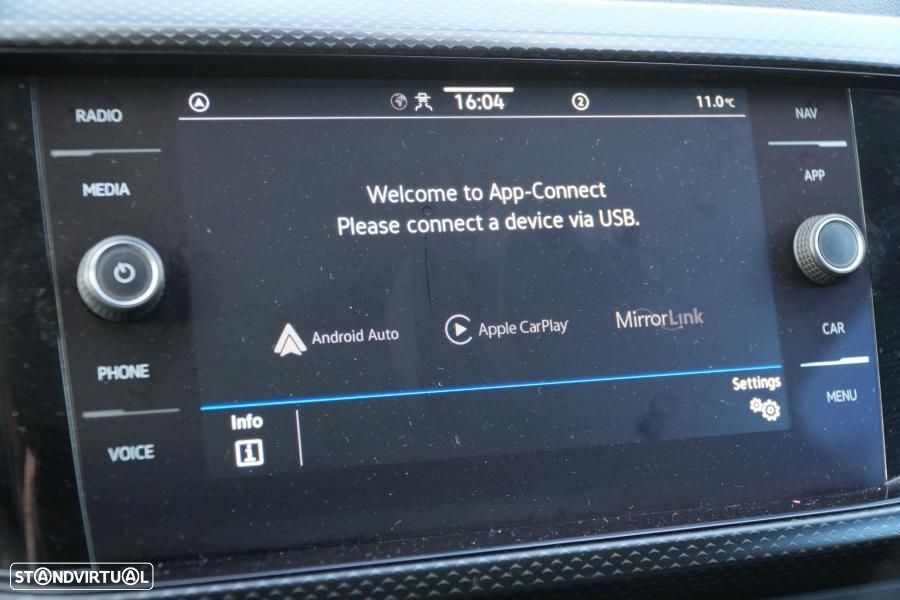 RADIO
MEDIA
PHONE
VOICE
16:04
2
11.0°C
Welcome to App-Connect
Please connect a device via USB.
Android Auto
Apple CarPlay
MirrorLink
Info
i
Settings
NAV
APP
CAR
MENU
STANDVIRTUAL